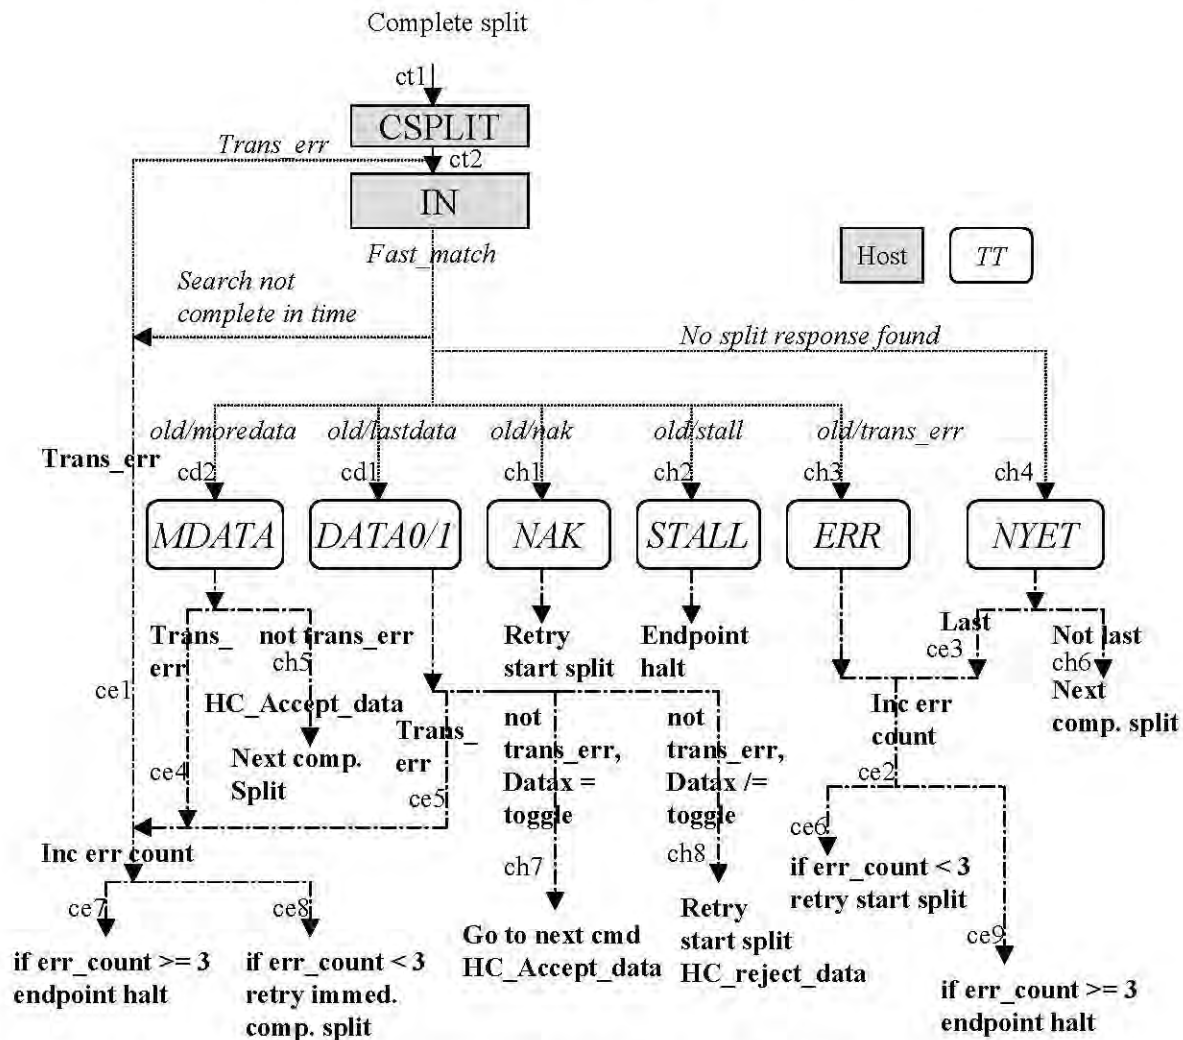 Complete split
ct1
CSPLIT
Trans_err
ct2
IN
Fast_match
Host
TT
Search not
complete in time
No split response found
old/moredata
old/lastdata
old/nak
old/stall
old/trans_err
Trans_err
cd2
cd1
ch1
ch2
ch3
ch4
MDATA
DATA0/1
NAK
STALL
ERR
NYET
Trans_
err
not trans_err
ch5
HC_Accept_data
Next comp.
Split
Retry
start split
Endpoint
halt
Last
ce3
Not last
ch6
Next
comp. split
ce1
ce4
Trans_
err
ce5
not
trans_err,
Datax =
toggle
ch7
not
trans_err,
Datax /=
toggle
ch8
Inc err
count
ce2
Inc err count
ce6
if err_count < 3
retry start split
ce7
ce8
Go to next cmd
HC_Accept_data
Retry
start split
HC_reject_data
ce9
if err_count >= 3
endpoint halt
if err_count < 3
retry immed.
comp. split
if err_count >= 3
endpoint halt